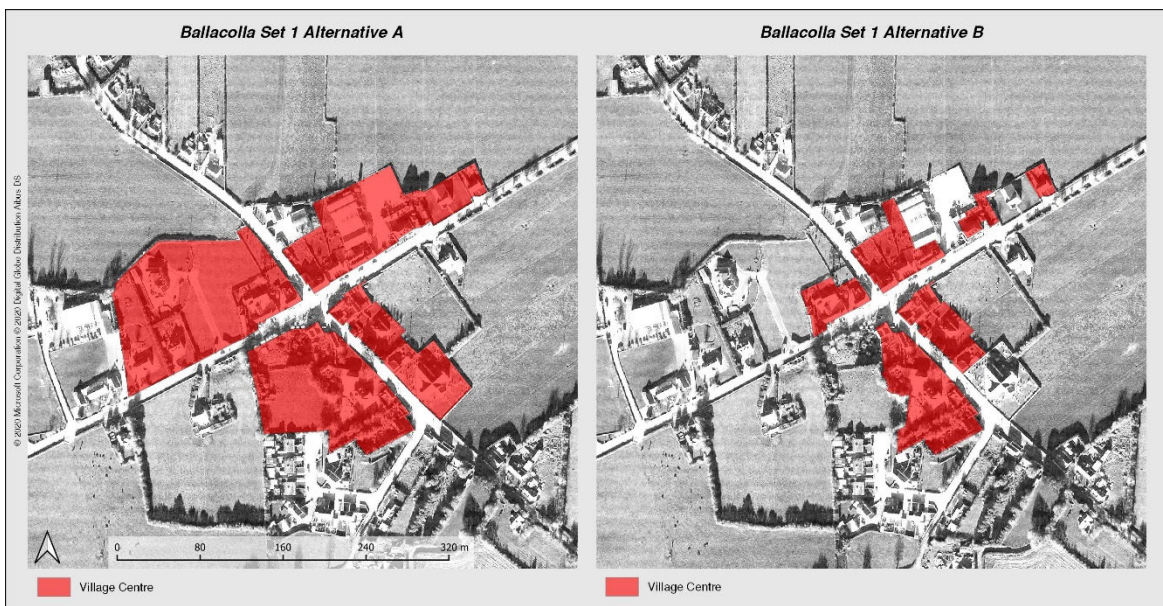 Ballacolla Set 1 Alternative A
Ballacolla Set 1 Alternative B
© 2020 Microsoft Corporation © 2020 Digital Globe Distribution Aibus DS
0 80 160 240 320 m
Village Centre
Village Centre